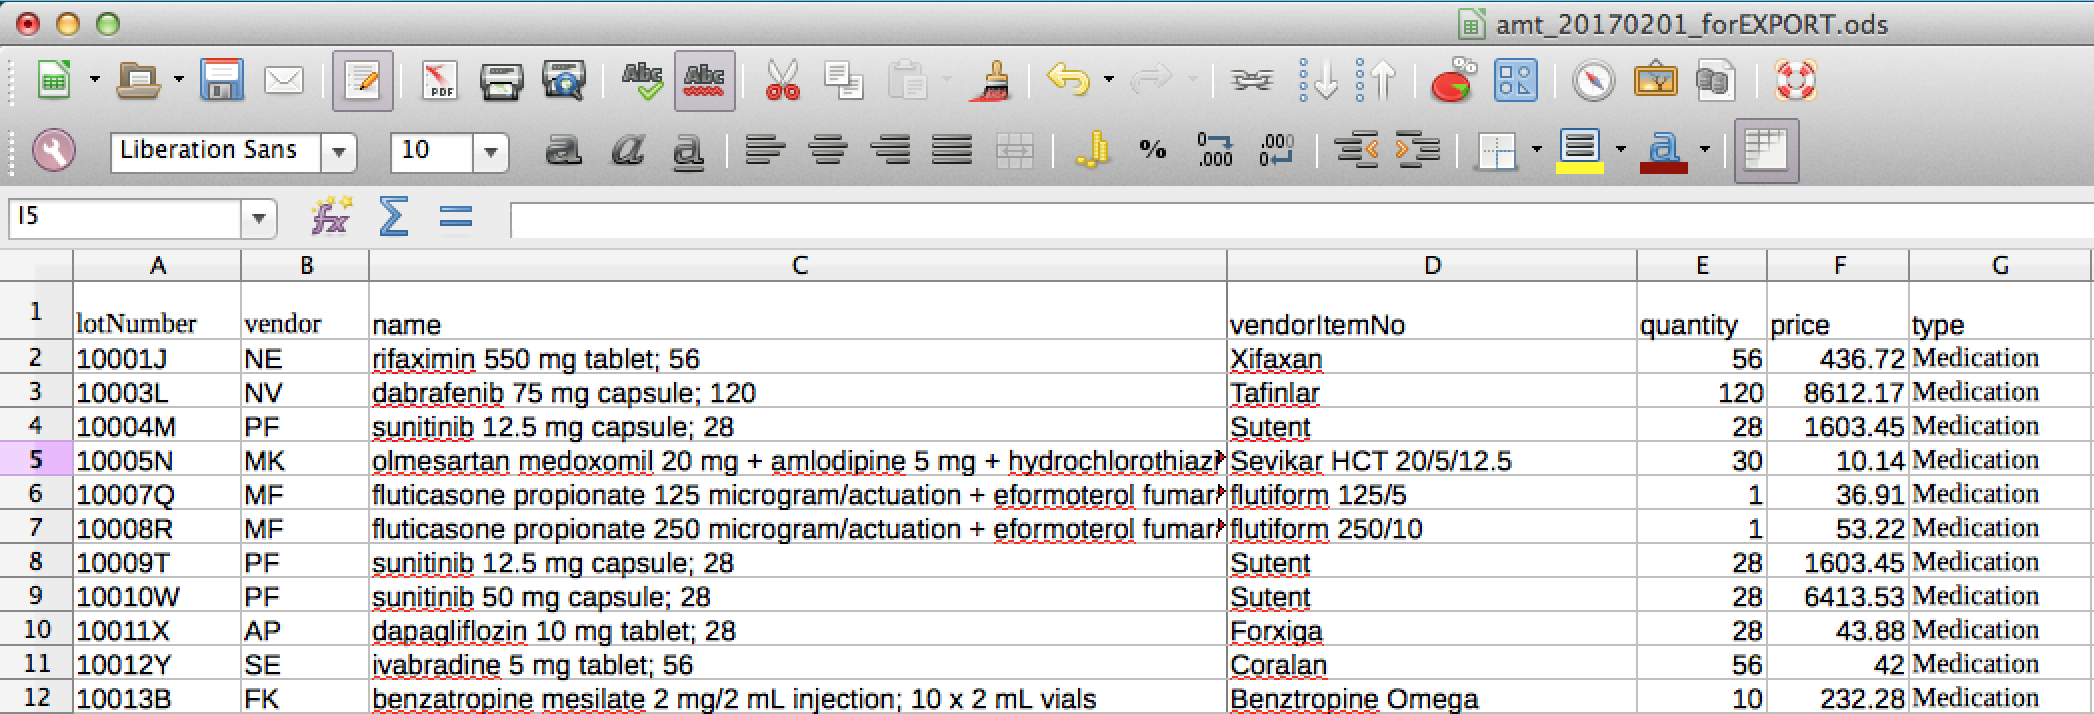 amt_20170201_forEXPORT.ods
PDF Abc Abc
Liberation Sans 10 a a a % 0 .000 .000 0 a
I5 fx Σ =
A B C D E F G
1 lotNumber vendor name vendorItemNo quantity price type
2 10001J NE rifaximin 550 mg tablet; 56 Xifaxan 56 436.72 Medication
3 10003L NV dabrafenib 75 mg capsule; 120 Tafinlar 120 8612.17 Medication
4 10004M PF sunitinib 12.5 mg capsule; 28 Sutent 28 1603.45 Medication
5 10005N MK olmesartan medoxomil 20 mg + amlodipine 5 mg + hydrochlorothiazi Sevikar HCT 20/5/12.5 30 10.14 Medication
6 10007Q MF fluticasone propionate 125 microgram/actuation + eformoterol fumar flutiform 125/5 1 36.91 Medication
7 10008R MF fluticasone propionate 250 microgram/actuation + eformoterol fumar flutiform 250/10 1 53.22 Medication
8 10009T PF sunitinib 12.5 mg capsule; 28 Sutent 28 1603.45 Medication
9 10010W PF sunitinib 50 mg capsule; 28 Sutent 28 6413.53 Medication
10 10011X AP dapagliflozin 10 mg tablet; 28 Forxiga 28 43.88 Medication
11 10012Y SE ivabradine 5 mg tablet; 56 Coralan 56 42 Medication
12 10013B FK benzatropine mesilate 2 mg/2 mL injection; 10 x 2 mL vials Benztropine Omega 10 232.28 Medication